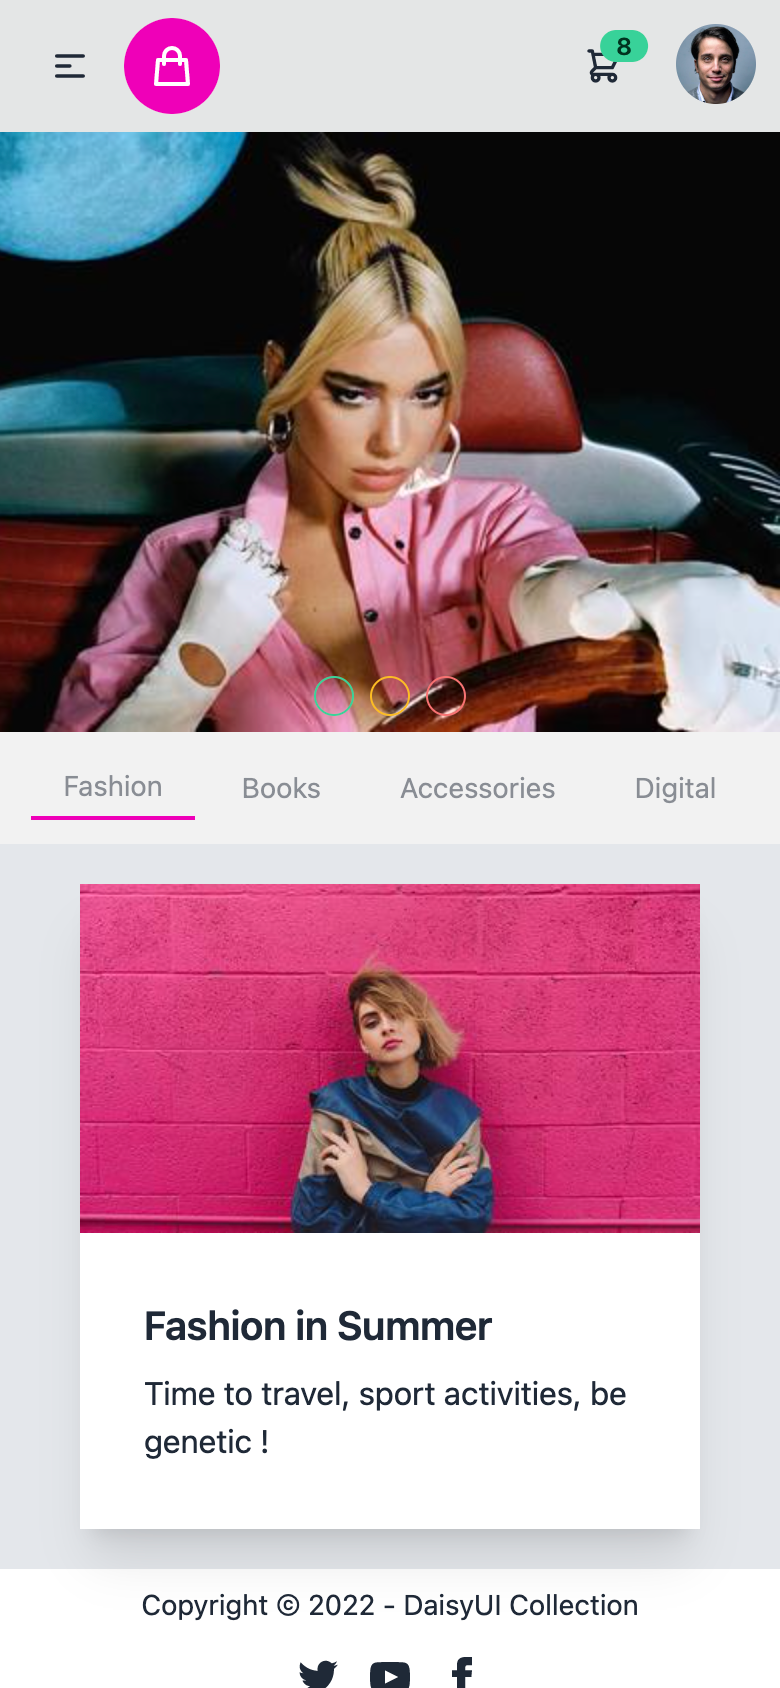 8
Fashion
Books
Accessories
Digital
Fashion in Summer
Time to travel, sport activities, be
genetic !
Copyright © 2022 - DaisyUI Collection